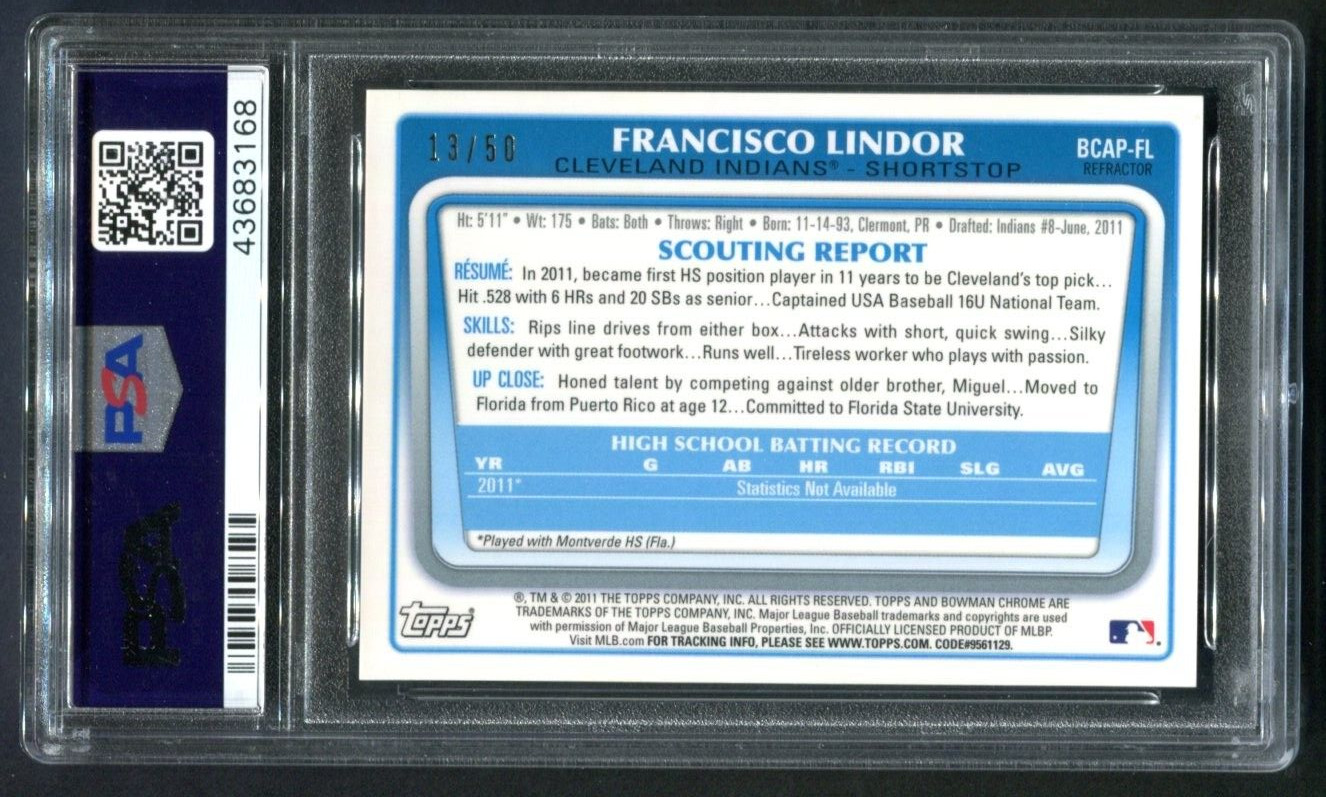 43683168
PSA
PSA
13/50
FRANCISCO LINDOR
CLEVELAND INDIANS® - SHORTSTOP
BCAP-FL
REFRACTOR
Ht: 5'11" • Wt: 175 • Bats: Both • Throws: Right • Born: 11-14-93, Clermont, PR • Drafted: Indians #8-June, 2011
SCOUTING REPORT
RÉSUMÉ: In 2011, became first HS position player in 11 years to be Cleveland's top pick...
Hit .528 with 6 HRs and 20 SBs as senior...Captained USA Baseball 16U National Team.
SKILLS: Rips line drives from either box...Attacks with short, quick swing...Silky
defender with great footwork...Runs well...Tireless worker who plays with passion.
UP CLOSE: Honed talent by competing against older brother, Miguel...Moved to
Florida from Puerto Rico at age 12...Committed to Florida State University.
HIGH SCHOOL BATTING RECORD
YR G AB HR RBI SLG AVG
2011* Statistics Not Available
*Played with Montverde HS (Fla.)
Topps®
®, TM & © 2011 THE TOPPS COMPANY, INC. ALL RIGHTS RESERVED. TOPPS AND BOWMAN CHROME ARE
TRADEMARKS OF THE TOPPS COMPANY, INC. Major League Baseball trademarks and copyrights are used
with permission of Major League Baseball Properties, Inc. OFFICIALLY LICENSED PRODUCT OF MLBP.
Visit MLB.com FOR TRACKING INFO, PLEASE SEE WWW.TOPPS.COM. CODE#9561129.